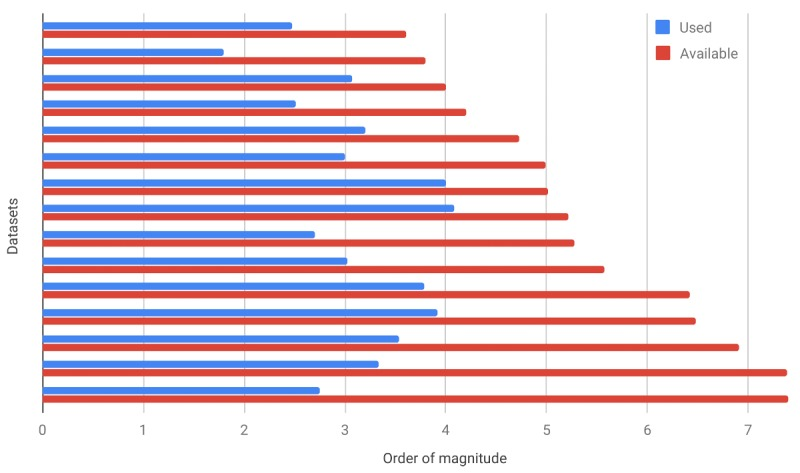 Used
Available
Datasets
0 1 2 3 4 5 6 7
Order of magnitude